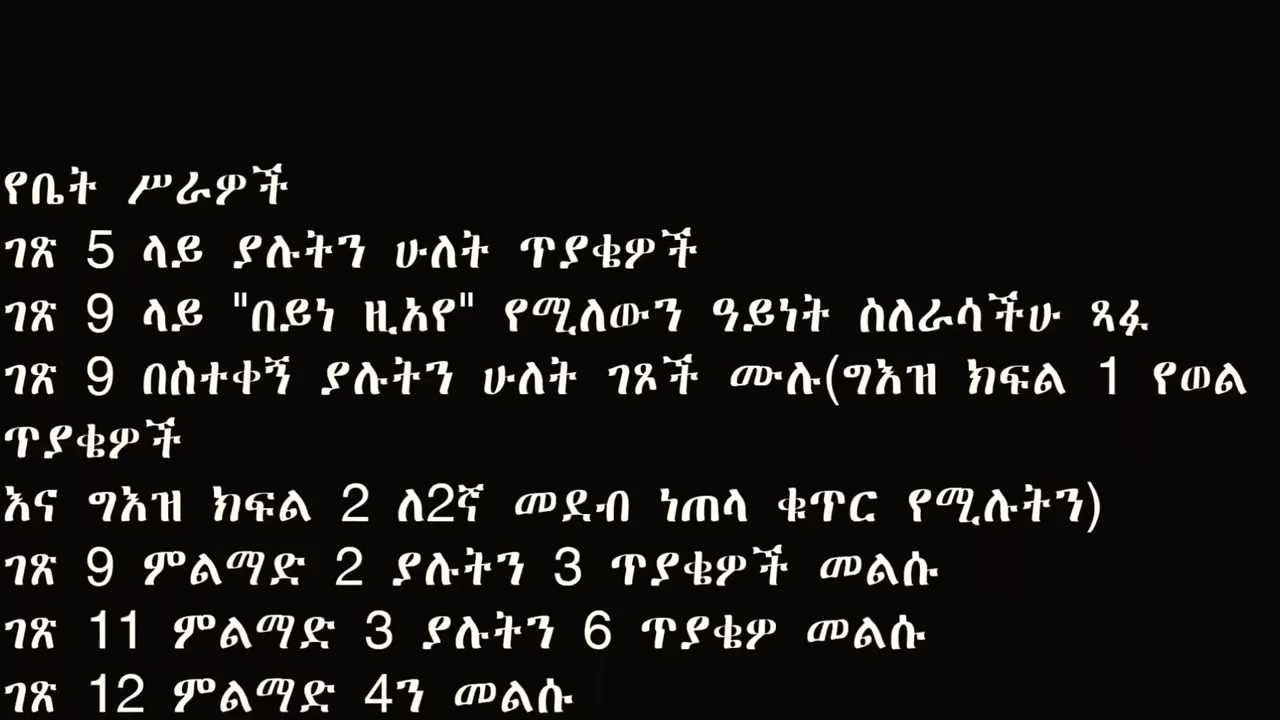 የቤት ሥራዎች
ገጽ 5 ላይ ያሉትን ሁለት ጥያቄዎች
ገጽ 9 ላይ "በይነ ዚአየ" የሚለውን ዓይነት ስለራሳችሁ ጻፉ
ገጽ 9 በስተቀኝ ያሉትን ሁለት ገጾች ሙሉ(ግእዝ ክፍል 1 የወል
ጥያቄዎች
እና ግእዝ ክፍል 2 ለ2ኛ መደብ ነጠላ ቁጥር የሚሉትን)
ገጽ 9 ምልማድ 2 ያሉትን 3 ጥያቄዎች መልሱ
ገጽ 11 ምልማድ 3 ያሉትን 6 ጥያቄዎ መልሱ
ገጽ 12 ምልማድ 4ን መልሱ